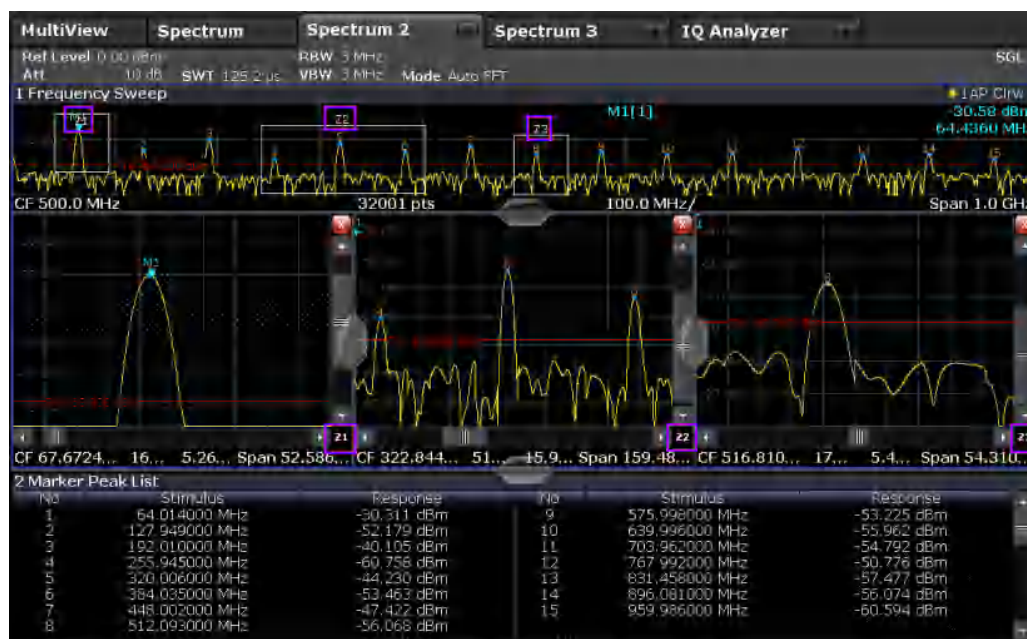 MultiView Spectrum Spectrum 2 Spectrum 3 IQ Analyzer
Ref Level 0.00 dBm RBW 3 MHz SGL
Att 10 dB SWT 125.2 µs VBW 3 MHz Mode Auto FFT
1 Frequency Sweep 1AP Clrw
M1[1] -30.58 dBm
64.4360 MHz
Z2
Z3
CF 500.0 MHz 32001 pts 100.0 MHz/ Span 1.0 GHz
M1
Z1 Z2
CF 67.6724... 16... 5.26... Span 52.586... CF 322.844... 51... 15.9... Span 159.48... CF 516.810... 17... 5.4... Span 54.310...
2 Marker Peak List
No Stimulus Response No Stimulus Response
1 64.014000 MHz -30.311 dBm 9 575.998000 MHz -53.225 dBm
2 127.949000 MHz -52.179 dBm 10 639.996000 MHz -55.962 dBm
3 192.010000 MHz -40.105 dBm 11 703.962000 MHz -54.792 dBm
4 255.945000 MHz -60.758 dBm 12 767.992000 MHz -50.776 dBm
5 320.006000 MHz -44.230 dBm 13 831.458000 MHz -57.477 dBm
6 384.035000 MHz -53.463 dBm 14 896.081000 MHz -56.074 dBm
7 448.002000 MHz -47.422 dBm 15 959.986000 MHz -60.594 dBm
8 512.093000 MHz -56.068 dBm